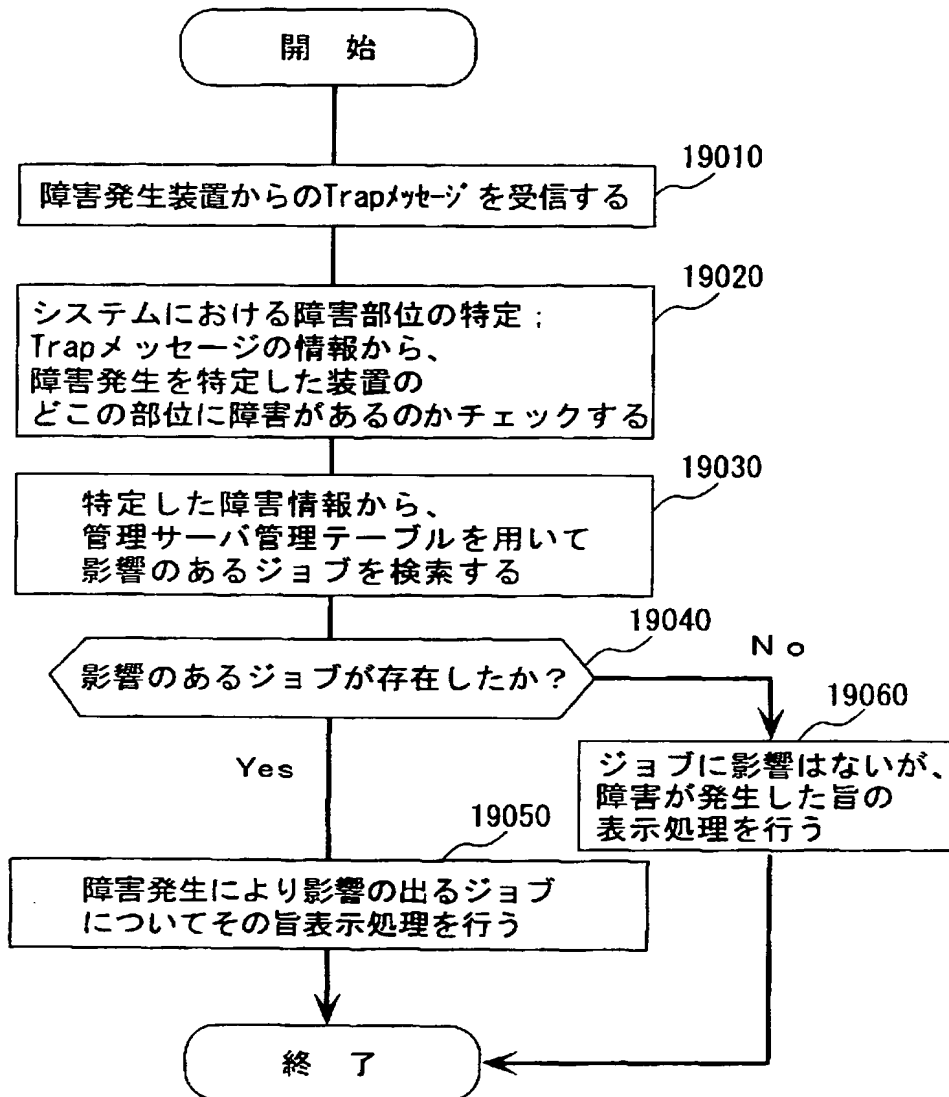 開 始
19010
障害発生装置からのTrapﾒｯｾｰｼﾞを受信する
19020
システムにおける障害部位の特定；
Trapメッセージの情報から、
障害発生を特定した装置の
どこの部位に障害があるのかチェックする
19030
特定した障害情報から、
管理サーバ管理テーブルを用いて
影響のあるジョブを検索する
19040
影響のあるジョブが存在したか？
No
Yes
19060
ジョブに影響はないが、
障害が発生した旨の
表示処理を行う
19050
障害発生により影響の出るジョブ
についてその旨表示処理を行う
終 了